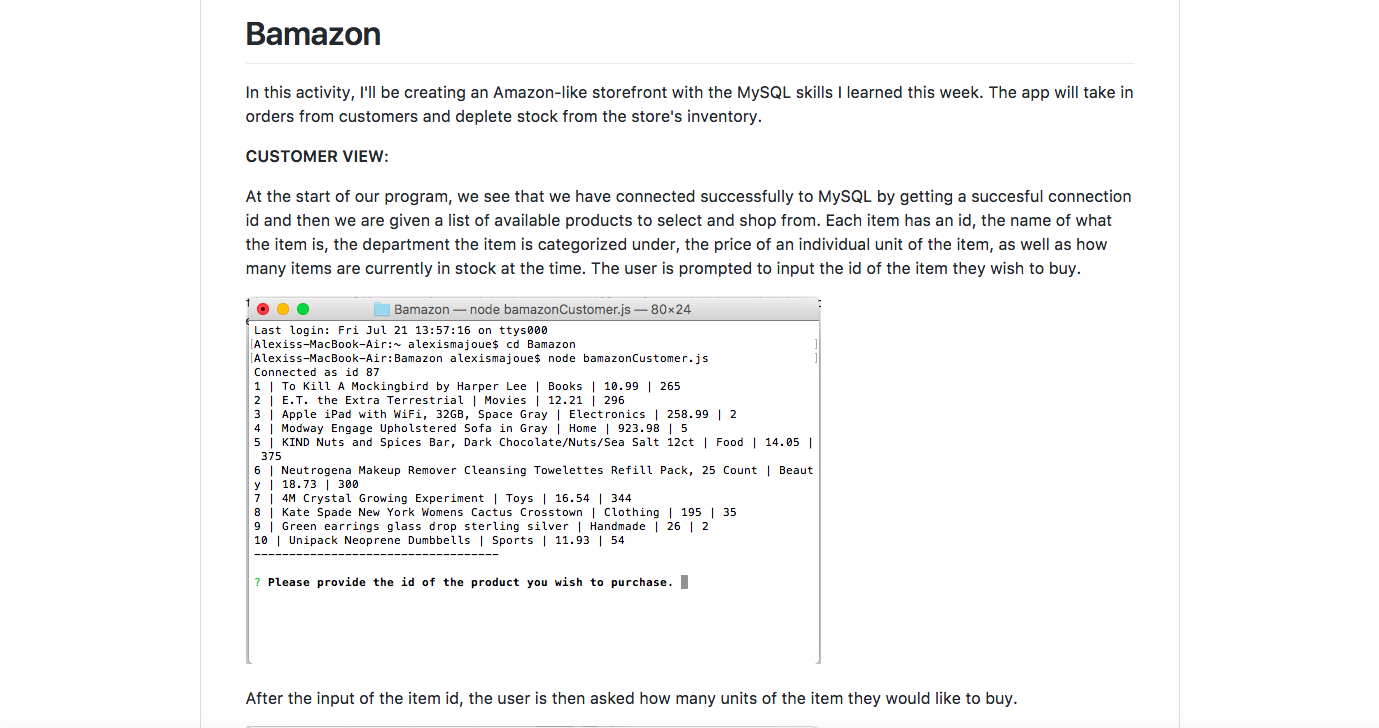 Bamazon
In this activity, I'll be creating an Amazon-like storefront with the MySQL skills I learned this week. The app will take in
orders from customers and deplete stock from the store's inventory.
CUSTOMER VIEW:
At the start of our program, we see that we have connected successfully to MySQL by getting a succesful connection
id and then we are given a list of available products to select and shop from. Each item has an id, the name of what
the item is, the department the item is categorized under, the price of an individual unit of the item, as well as how
many items are currently in stock at the time. The user is prompted to input the id of the item they wish to buy.
Bamazon — node bamazonCustomer.js — 80×24
Last login: Fri Jul 21 13:57:16 on ttys000
[Alexiss-MacBook-Air:~ alexismajoue$ cd Bamazon ]
[Alexiss-MacBook-Air:Bamazon alexismajoue$ node bamazonCustomer.js ]
Connected as id 87
1 | To Kill A Mockingbird by Harper Lee | Books | 10.99 | 265
2 | E.T. the Extra Terrestrial | Movies | 12.21 | 296
3 | Apple iPad with WiFi, 32GB, Space Gray | Electronics | 258.99 | 2
4 | Modway Engage Upholstered Sofa in Gray | Home | 923.98 | 5
5 | KIND Nuts and Spices Bar, Dark Chocolate/Nuts/Sea Salt 12ct | Food | 14.05 |
375
6 | Neutrogena Makeup Remover Cleansing Towelettes Refill Pack, 25 Count | Beaut
y | 18.73 | 300
7 | 4M Crystal Growing Experiment | Toys | 16.54 | 344
8 | Kate Spade New York Womens Cactus Crosstown | Clothing | 195 | 35
9 | Green earrings glass drop sterling silver | Handmade | 26 | 2
10 | Unipack Neoprene Dumbbells | Sports | 11.93 | 54
-----------------------------------
? Please provide the id of the product you wish to purchase.
After the input of the item id, the user is then asked how many units of the item they would like to buy.